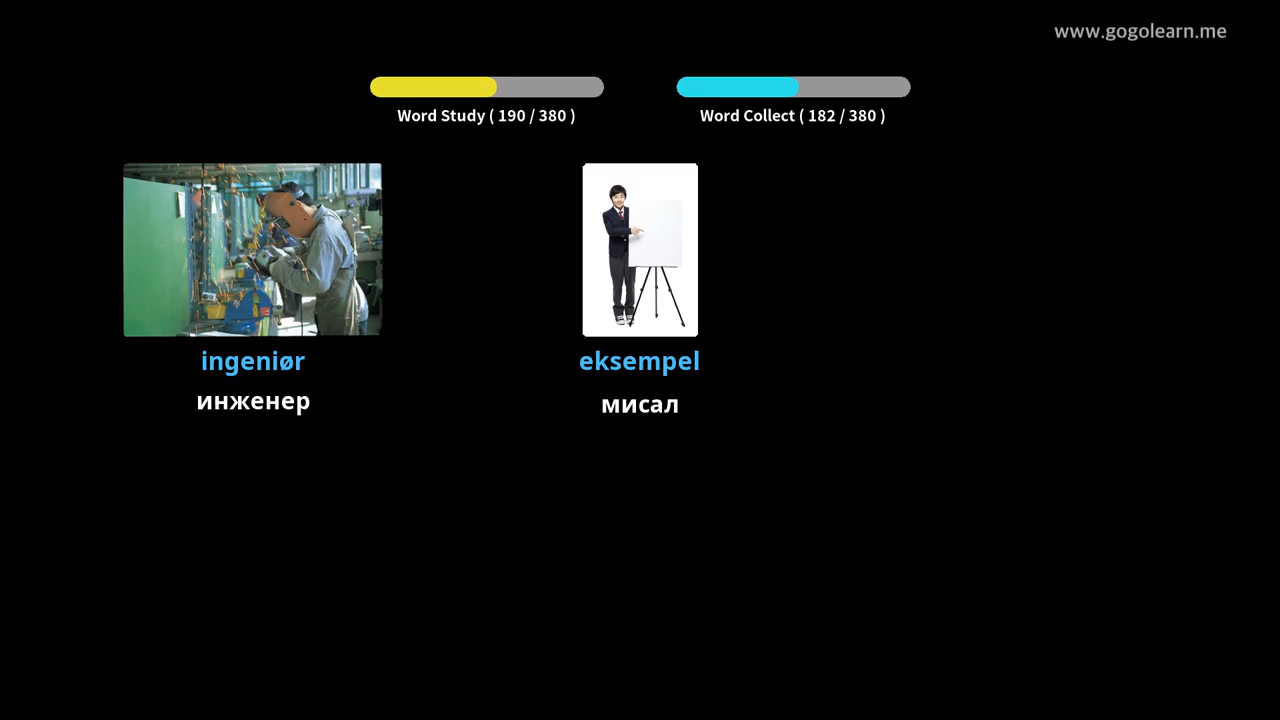 www.gogolearn.me
Word Study ( 190 / 380 )
Word Collect ( 182 / 380 )
ingeniør
инженер
eksempel
мисал